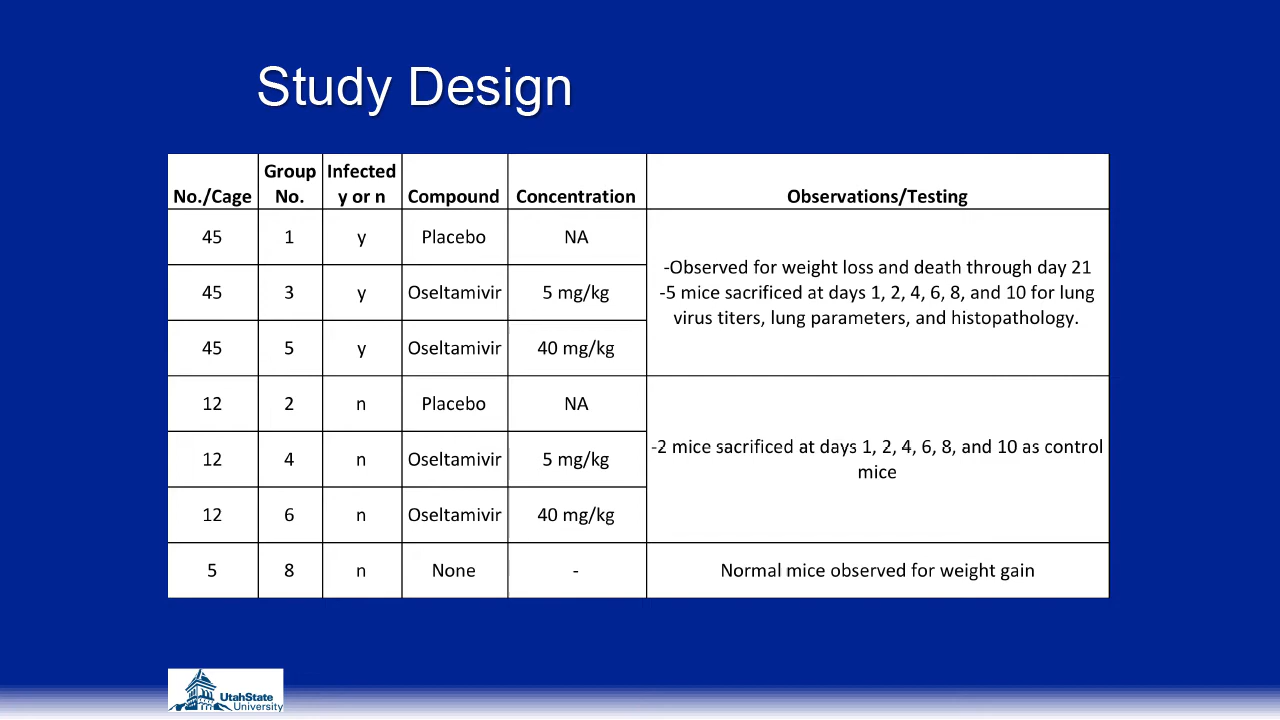 Study Design
No./Cage Group No. Infected y or n Compound Concentration Observations/Testing
45 1 y Placebo NA
45 3 y Oseltamivir 5 mg/kg
45 5 y Oseltamivir 40 mg/kg
-Observed for weight loss and death through day 21
-5 mice sacrificed at days 1, 2, 4, 6, 8, and 10 for lung
virus titers, lung parameters, and histopathology.
12 2 n Placebo NA
12 4 n Oseltamivir 5 mg/kg
12 6 n Oseltamivir 40 mg/kg
-2 mice sacrificed at days 1, 2, 4, 6, 8, and 10 as control
mice
5 8 n None - Normal mice observed for weight gain
UtahState
University